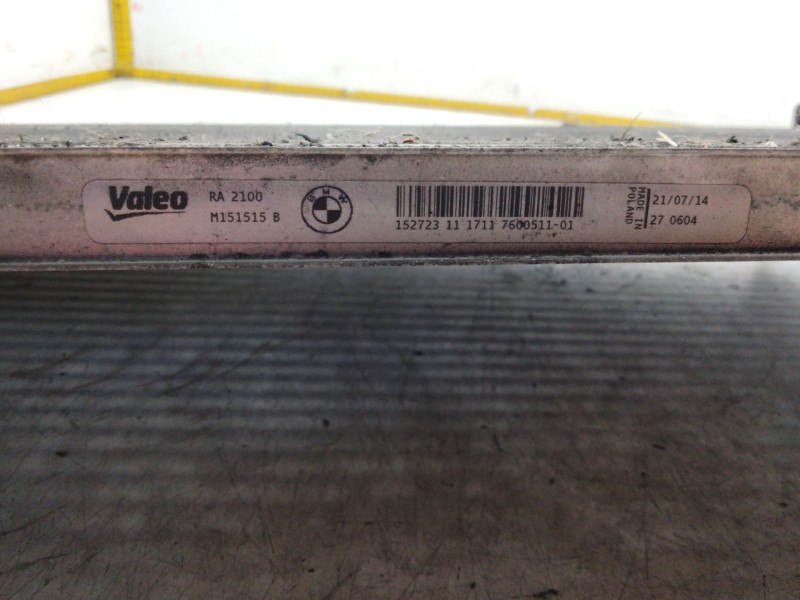 Valeo
RA 2100
M151515 B
BMW
152723 11 1711 7600511-01
MADE IN
POLAND
21/07/14
27 0604